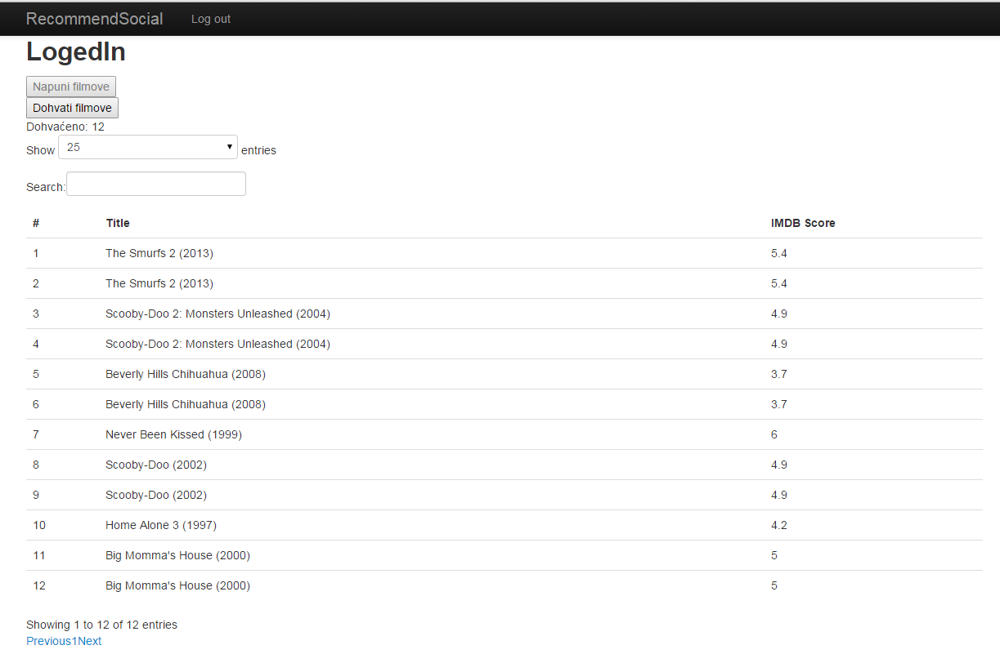 RecommendSocial Log out
LogedIn
Napuni filmove
Dohvati filmove
Dohvaćeno: 12
Show 25 entries
Search:
# Title IMDB Score
1 The Smurfs 2 (2013) 5.4
2 The Smurfs 2 (2013) 5.4
3 Scooby-Doo 2: Monsters Unleashed (2004) 4.9
4 Scooby-Doo 2: Monsters Unleashed (2004) 4.9
5 Beverly Hills Chihuahua (2008) 3.7
6 Beverly Hills Chihuahua (2008) 3.7
7 Never Been Kissed (1999) 6
8 Scooby-Doo (2002) 4.9
9 Scooby-Doo (2002) 4.9
10 Home Alone 3 (1997) 4.2
11 Big Momma's House (2000) 5
12 Big Momma's House (2000) 5
Showing 1 to 12 of 12 entries
Previous1Next